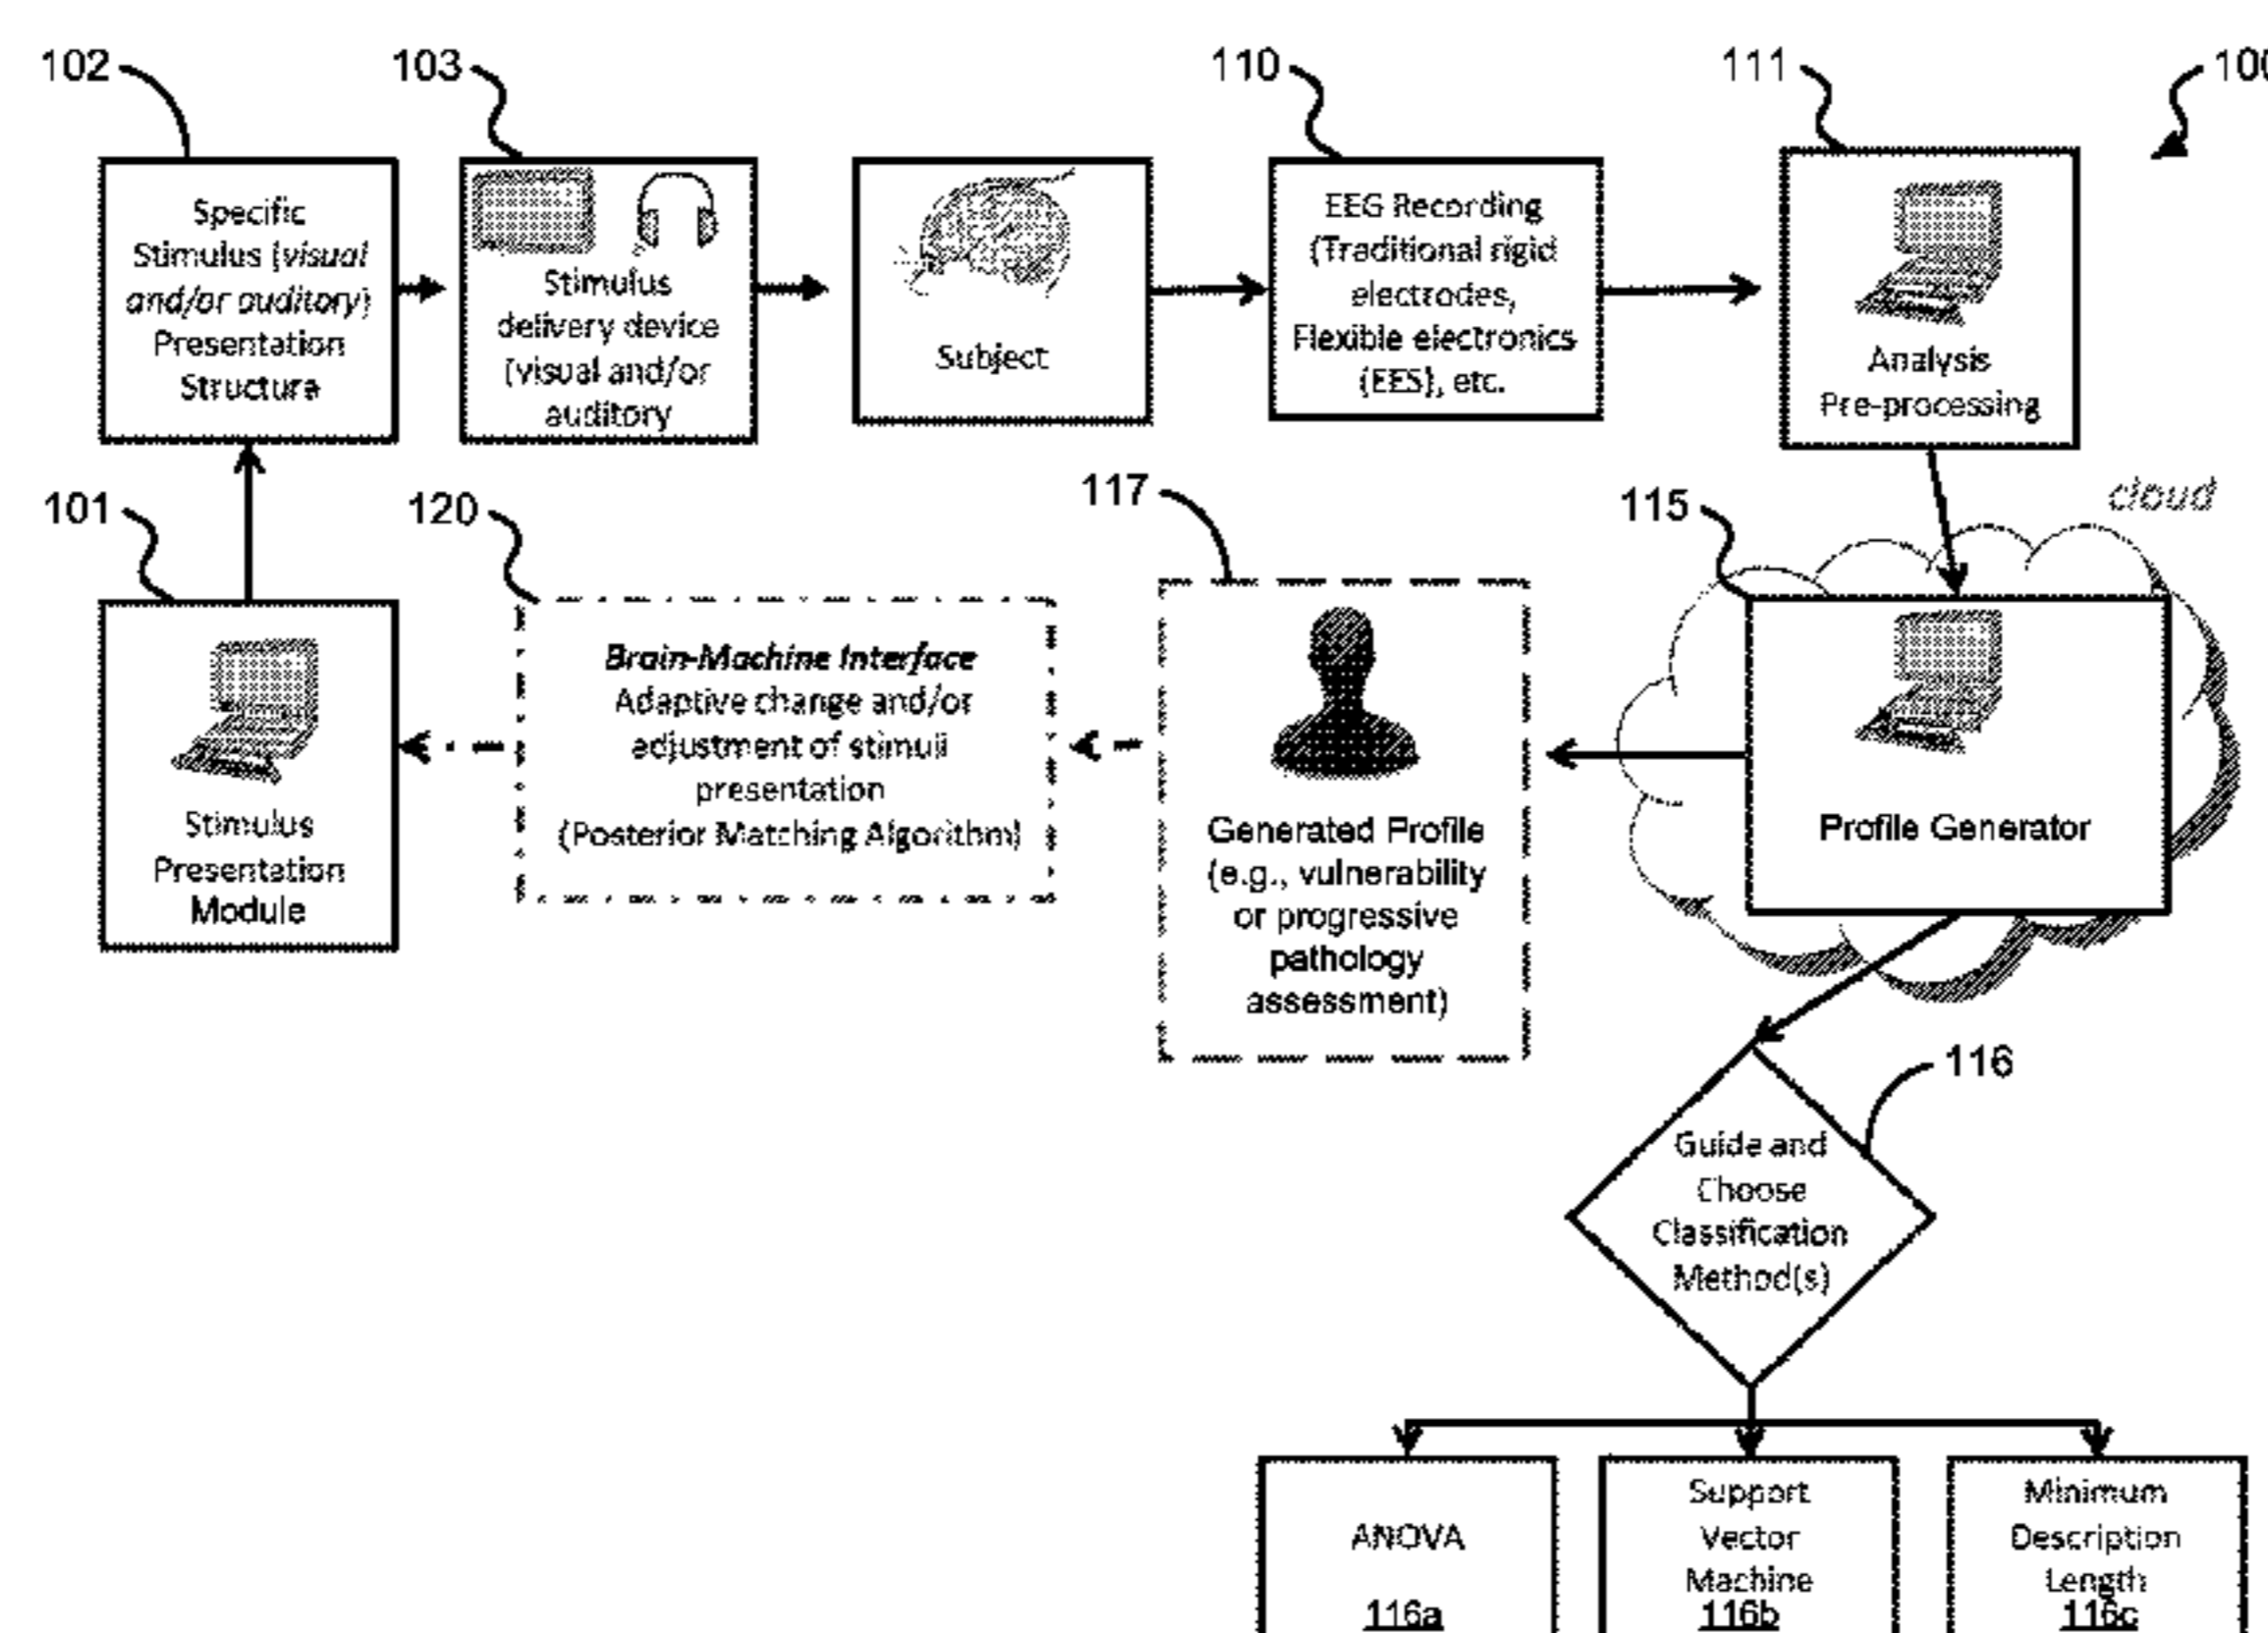 102
103
110
111
100
Specific
Stimulus (visual
and/or auditory)
Presentation
Structure
Stimulus
delivery device
(visual and/or
auditory
Subject
EEG Recording
(Traditional rigid
electrodes,
Flexible electronics
(EES), etc.
Analysis
Pre-processing
cloud
101
120
117
115
Stimulus
Presentation
Module
Brain-Machine Interface
Adaptive change and/or
adjustment of stimuli
presentation
(Posterior Matching Algorithm)
Generated Profile
(e.g., vulnerability
or progressive
pathology
assessment)
Profile Generator
116
Guide and
Choose
Classification
Method(s)
ANOVA
116a
Support
Vector
Machine
116b
Minimum
Description
Length
116c